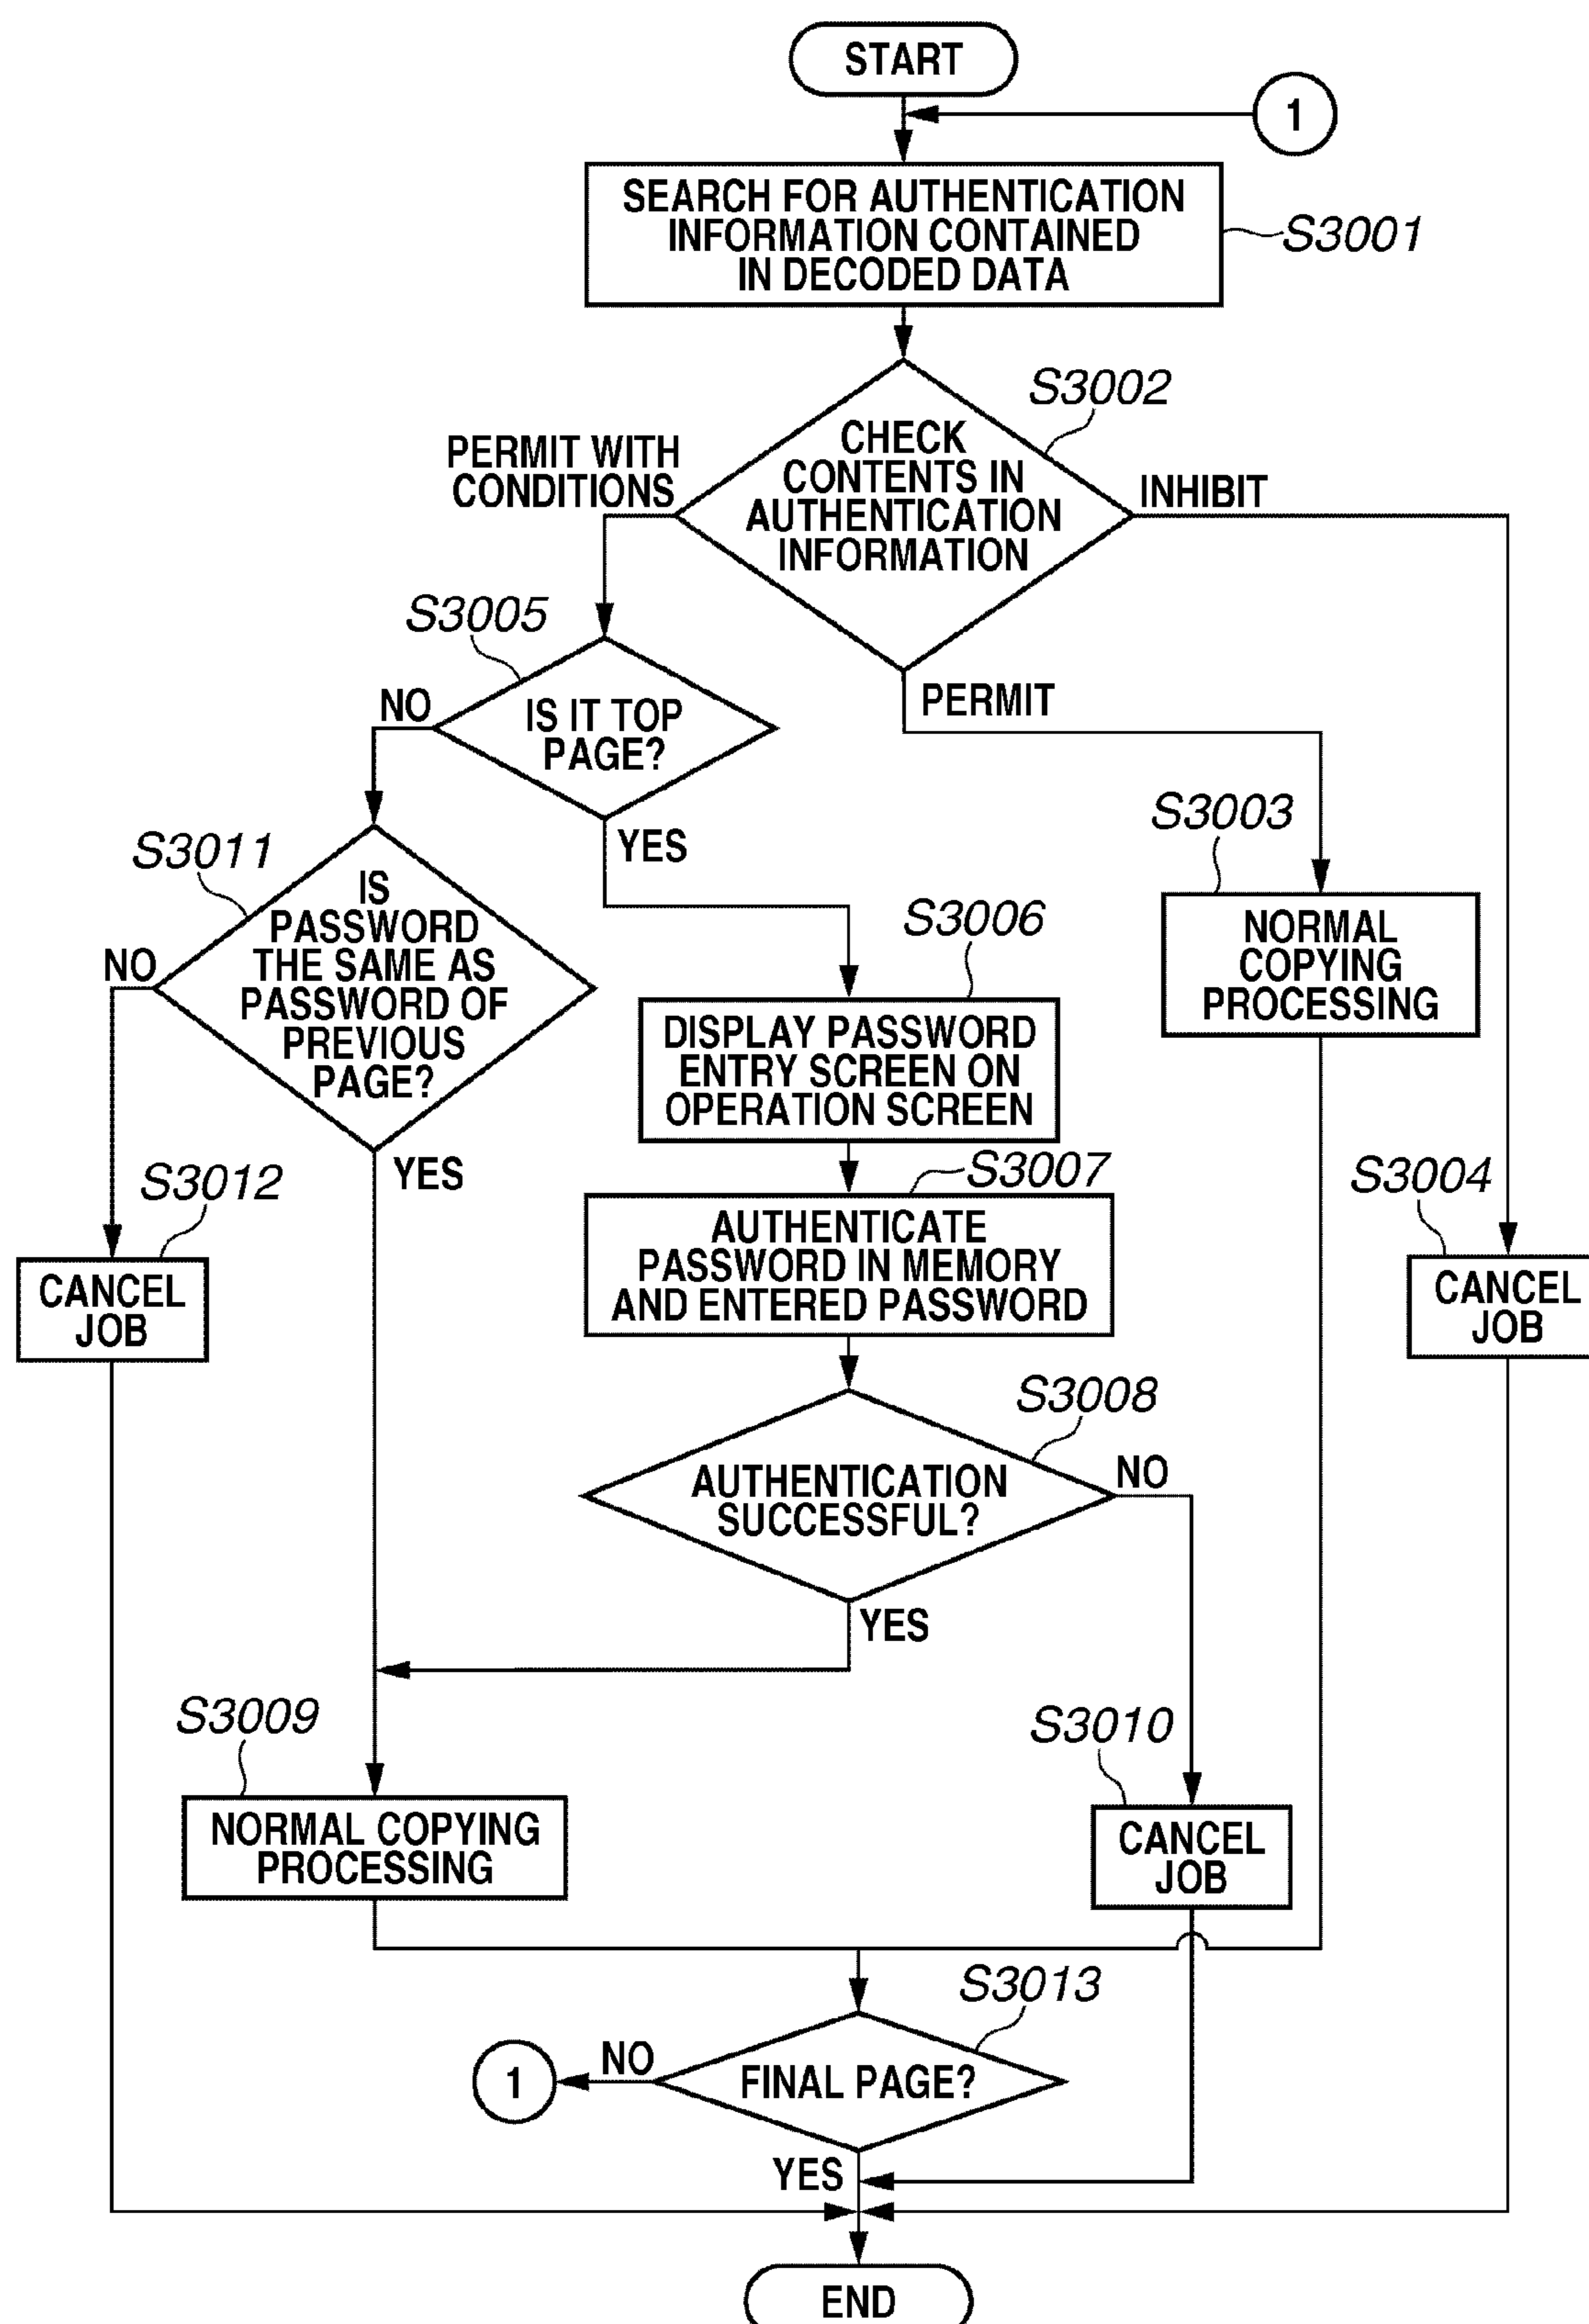 START
1
SEARCH FOR AUTHENTICATION
INFORMATION CONTAINED
IN DECODED DATA
S3001
S3002
CHECK
CONTENTS IN
AUTHENTICATION
INFORMATION
PERMIT WITH
CONDITIONS
INHIBIT
PERMIT
S3005
IS IT TOP
PAGE?
NO
YES
S3003
NORMAL
COPYING
PROCESSING
S3011
IS
PASSWORD
THE SAME AS
PASSWORD OF
PREVIOUS
PAGE?
NO
YES
S3006
DISPLAY PASSWORD
ENTRY SCREEN ON
OPERATION SCREEN
S3007
AUTHENTICATE
PASSWORD IN MEMORY
AND ENTERED PASSWORD
S3012
CANCEL
JOB
S3004
CANCEL
JOB
S3008
AUTHENTICATION
SUCCESSFUL?
NO
YES
S3009
NORMAL COPYING
PROCESSING
S3010
CANCEL
JOB
S3013
FINAL PAGE?
NO
1
YES
END